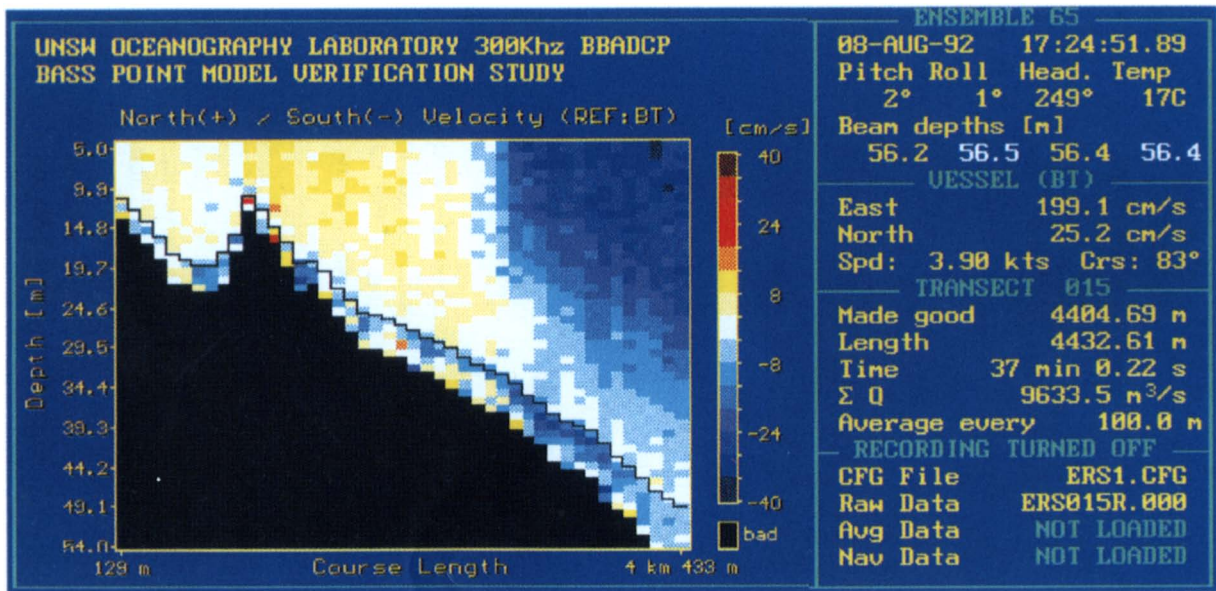 UNSW OCEANOGRAPHY LABORATORY 300Khz BBADCP
BASS POINT MODEL VERIFICATION STUDY
North(+) / South(-) Velocity (REF:BT)
[cm/s]
Depth [m]
5.0
9.9
14.8
19.7
24.6
29.5
34.4
39.3
44.2
49.1
54.0
129 m
Course Length
4 km 433 m
40
24
8
-8
-24
-40
bad
ENSEMBLE 65
08-AUG-92 17:24:51.89
Pitch Roll Head. Temp
2° 1° 249° 17C
Beam depths [m]
56.2 56.5 56.4 56.4
VESSEL (BT)
East 199.1 cm/s
North 25.2 cm/s
Spd: 3.90 kts Crs: 83°
TRANSECT 015
Made good 4404.69 m
Length 4432.61 m
Time 37 min 0.22 s
Σ Q 9633.5 m³/s
Average every 100.0 m
RECORDING TURNED OFF
CFG File ERS1.CFG
Raw Data ERS015R.000
Avg Data NOT LOADED
Nav Data NOT LOADED